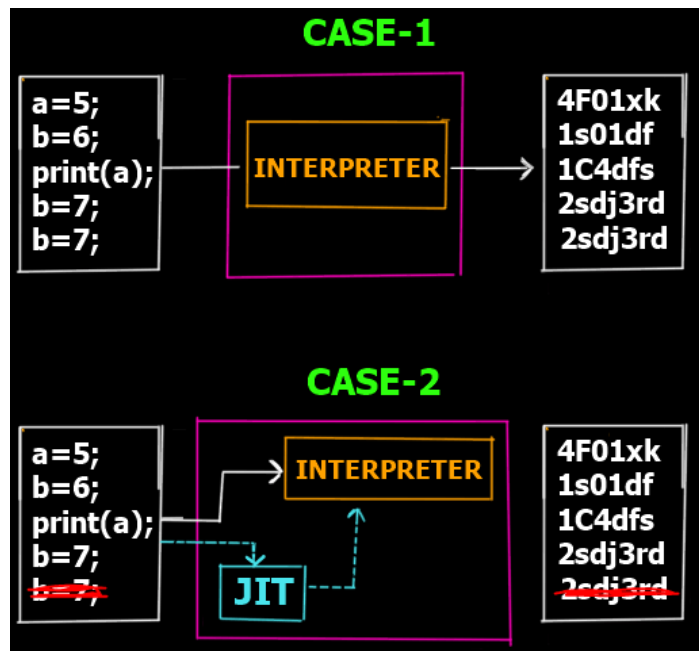 CASE-1
a=5;
b=6;
print(a);
b=7;
b=7;
INTERPRETER
4F01xk
1s01df
1C4dfs
2sdj3rd
2sdj3rd
CASE-2
a=5;
b=6;
print(a);
b=7;
b=7;
INTERPRETER
JIT
4F01xk
1s01df
1C4dfs
2sdj3rd
2sdj3rd